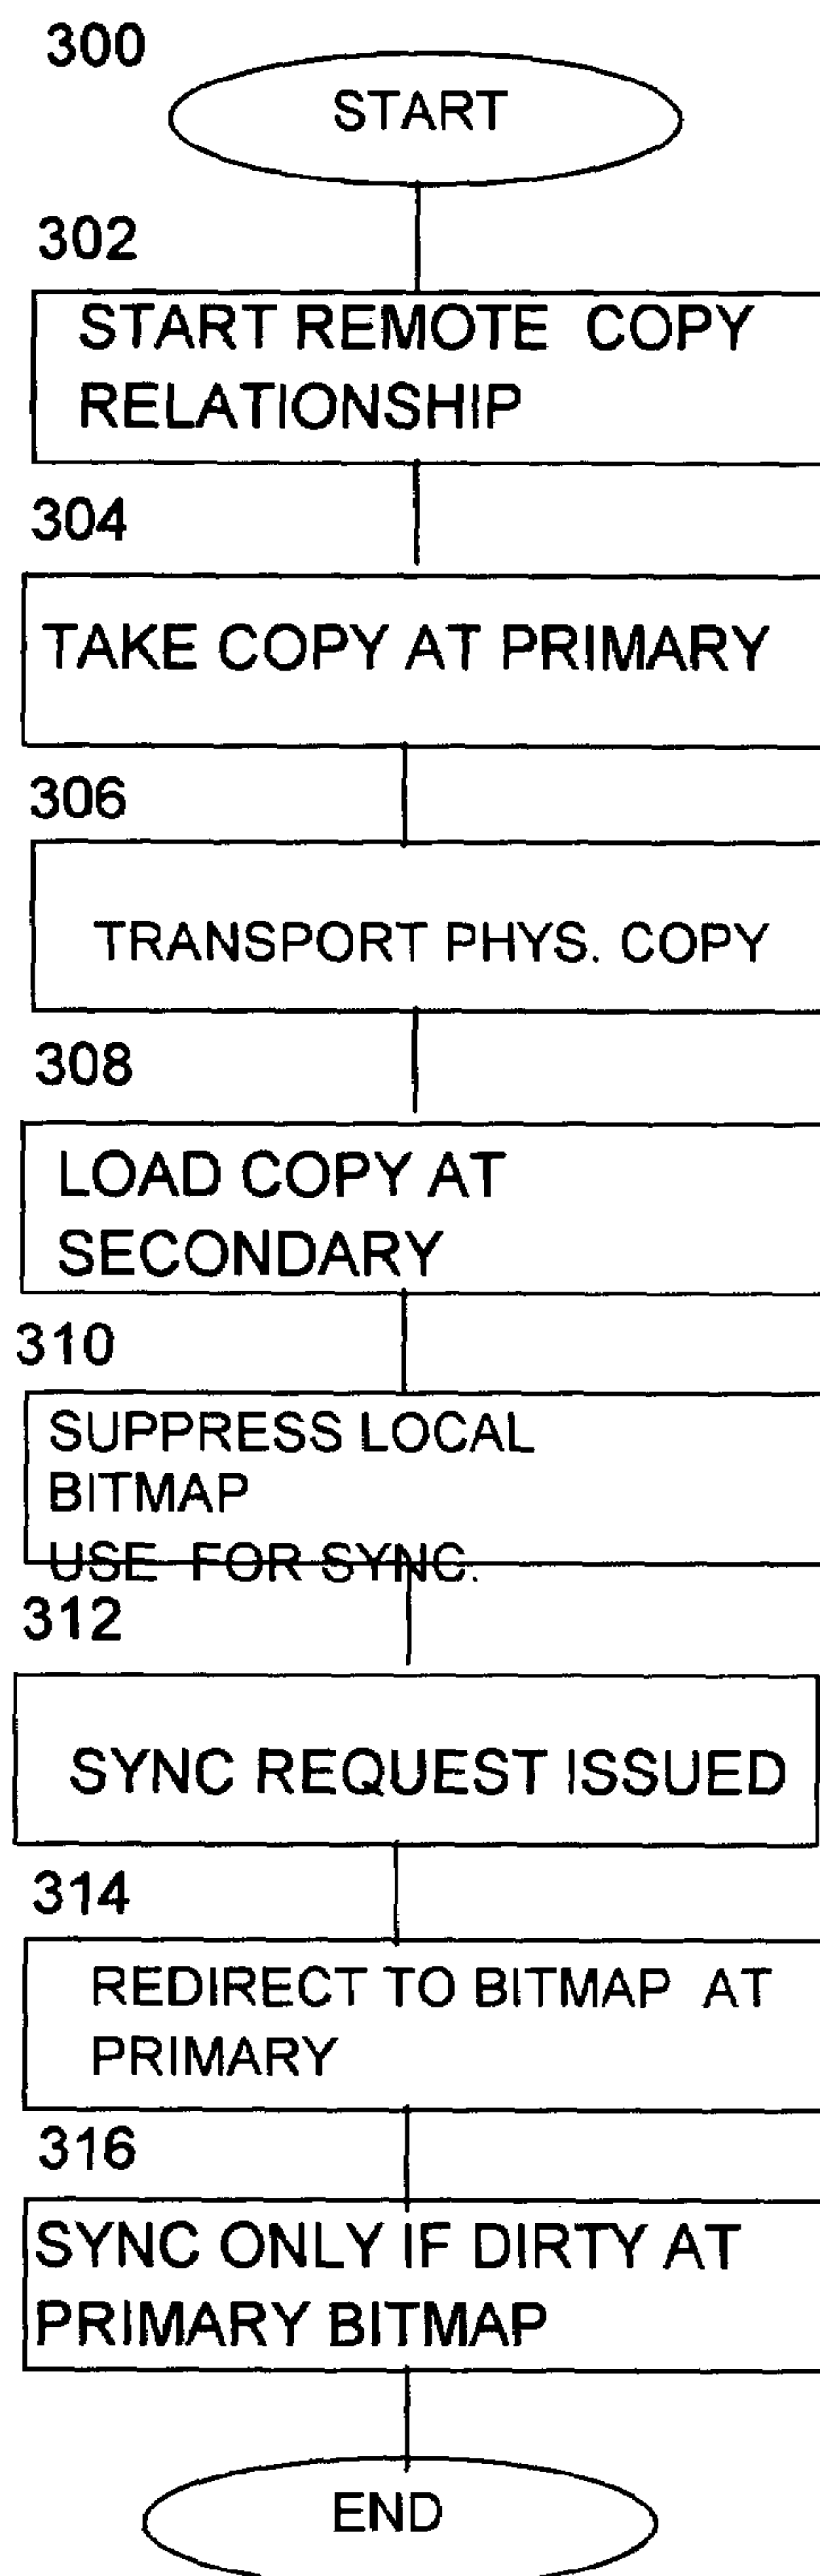 300
START
302
START REMOTE COPY
RELATIONSHIP
304
TAKE COPY AT PRIMARY
306
TRANSPORT PHYS. COPY
308
LOAD COPY AT
SECONDARY
310
SUPPRESS LOCAL
BITMAP
USE FOR SYNC.
312
SYNC REQUEST ISSUED
314
REDIRECT TO BITMAP AT
PRIMARY
316
SYNC ONLY IF DIRTY AT
PRIMARY BITMAP
END